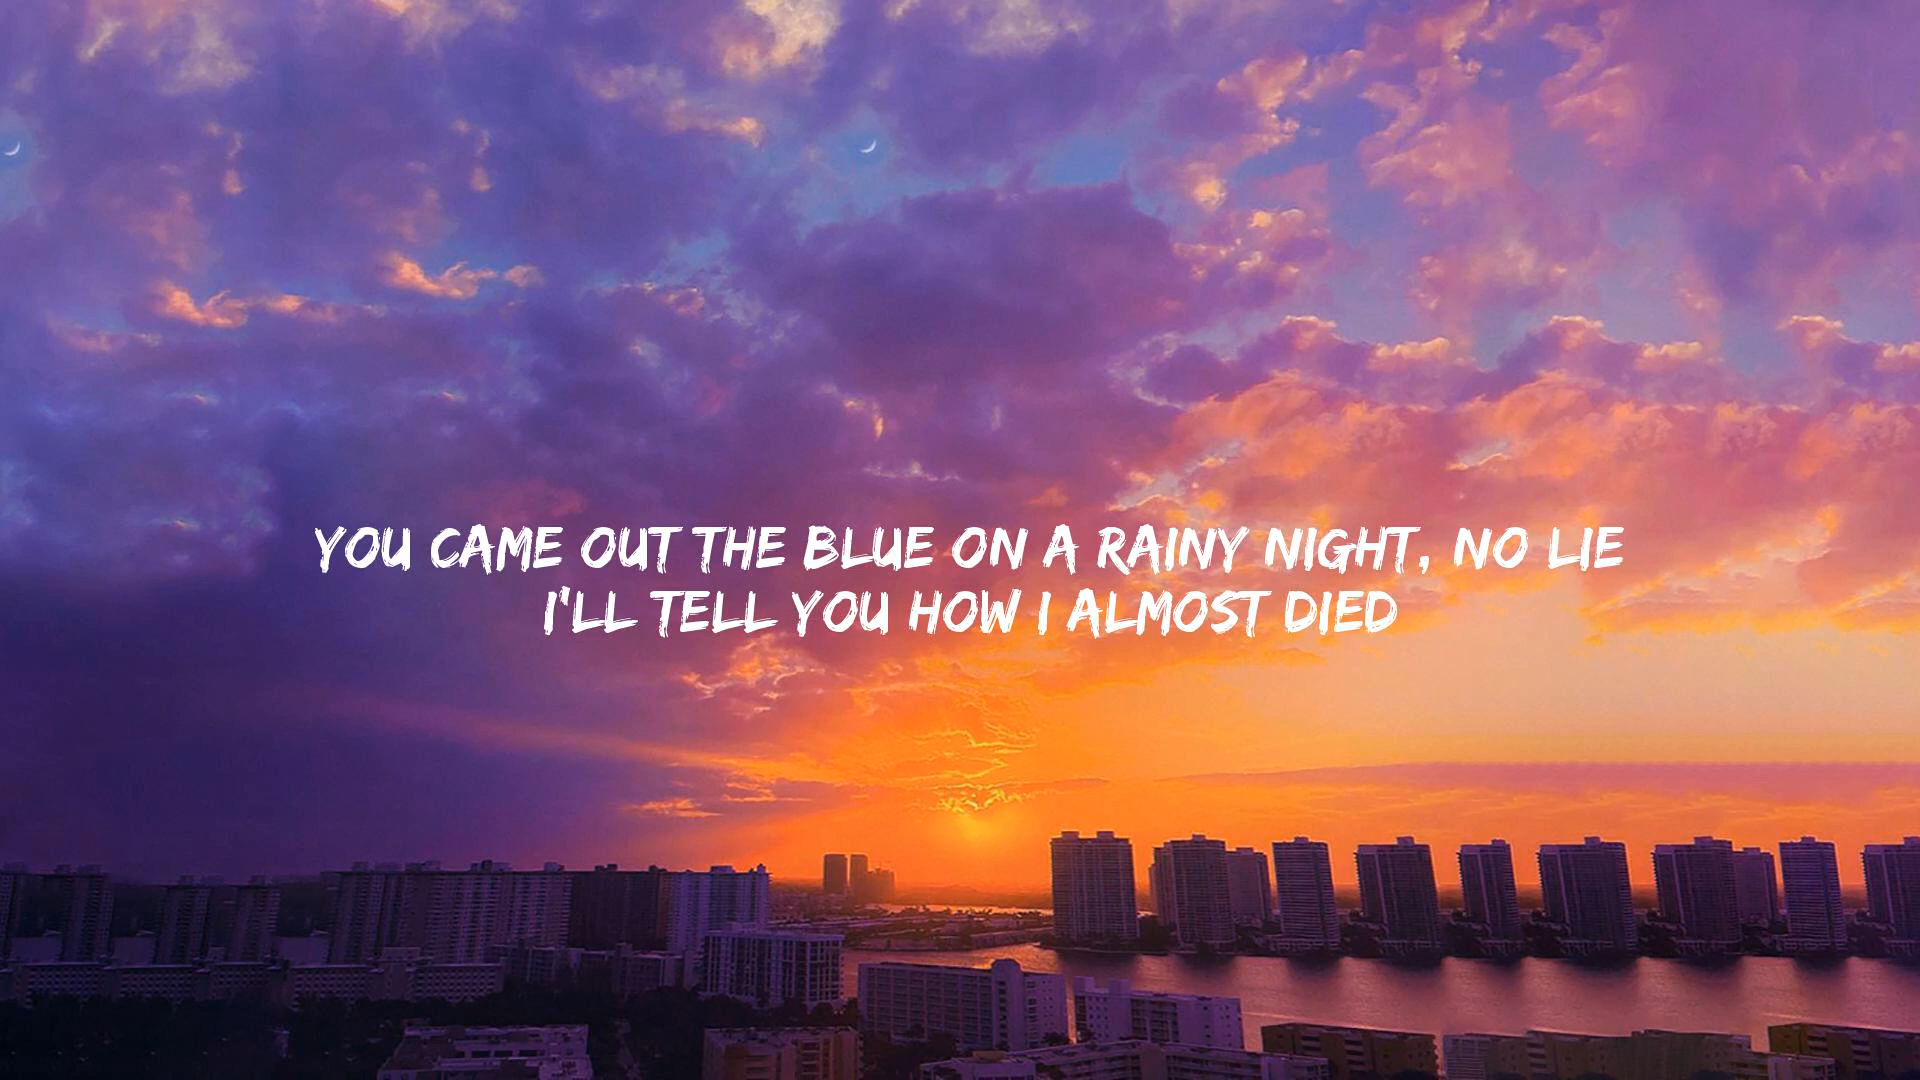 YOU CAME OUT THE BLUE ON A RAINY NIGHT, NO LIE
I'LL TELL YOU HOW I ALMOST DIED